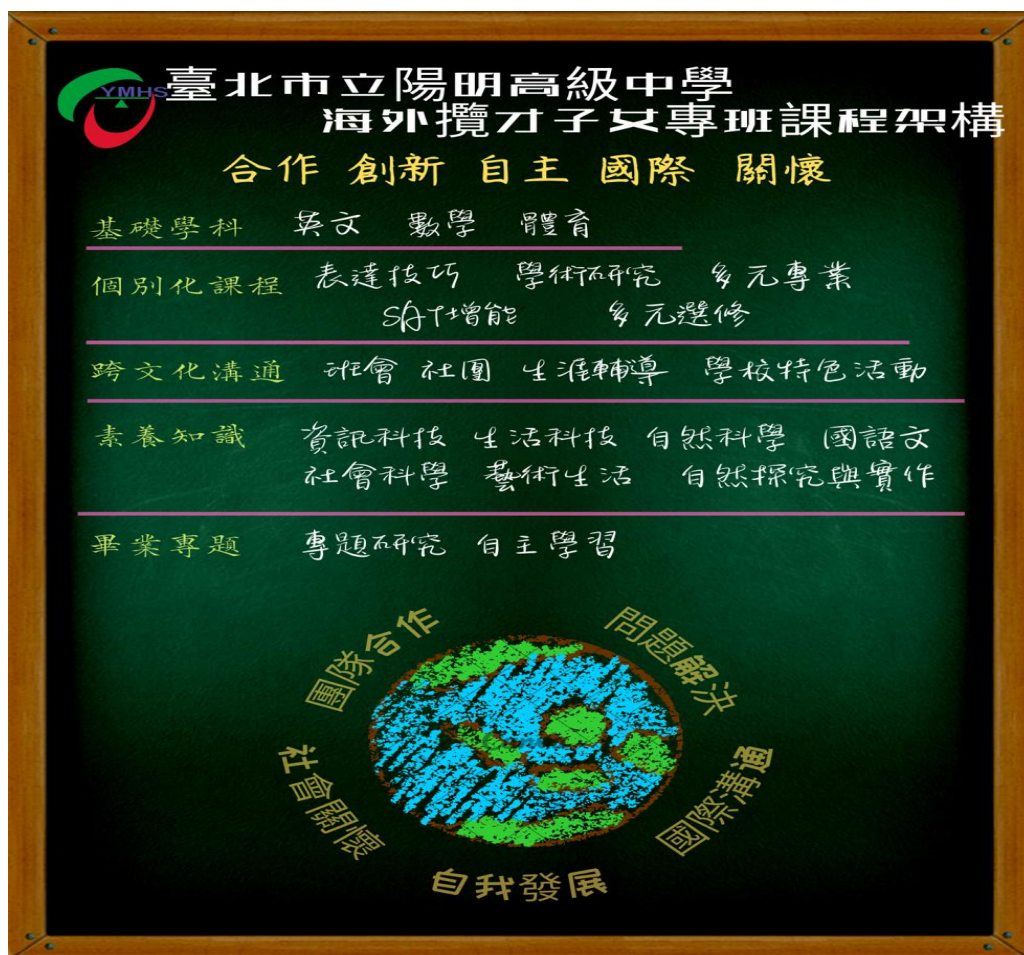 YMHS
臺北市立陽明高級中學
海外攬才子女專班課程架構
合作 創新 自主 國際 關懷
基礎學科 英文 數學 體育
個別化課程 表達技巧 學術研究 多元專業
SAT增能 多元選修
跨文化溝通 班會 社團 生涯輔導 學校特色活動
素養知識 資訊科技 生活科技 自然科學 國語文
社會科學 藝術生活 自然探究與實作
畢業專題 專題研究 自主學習
團隊合作
問題解決
社會關懷
國際溝通
自我發展